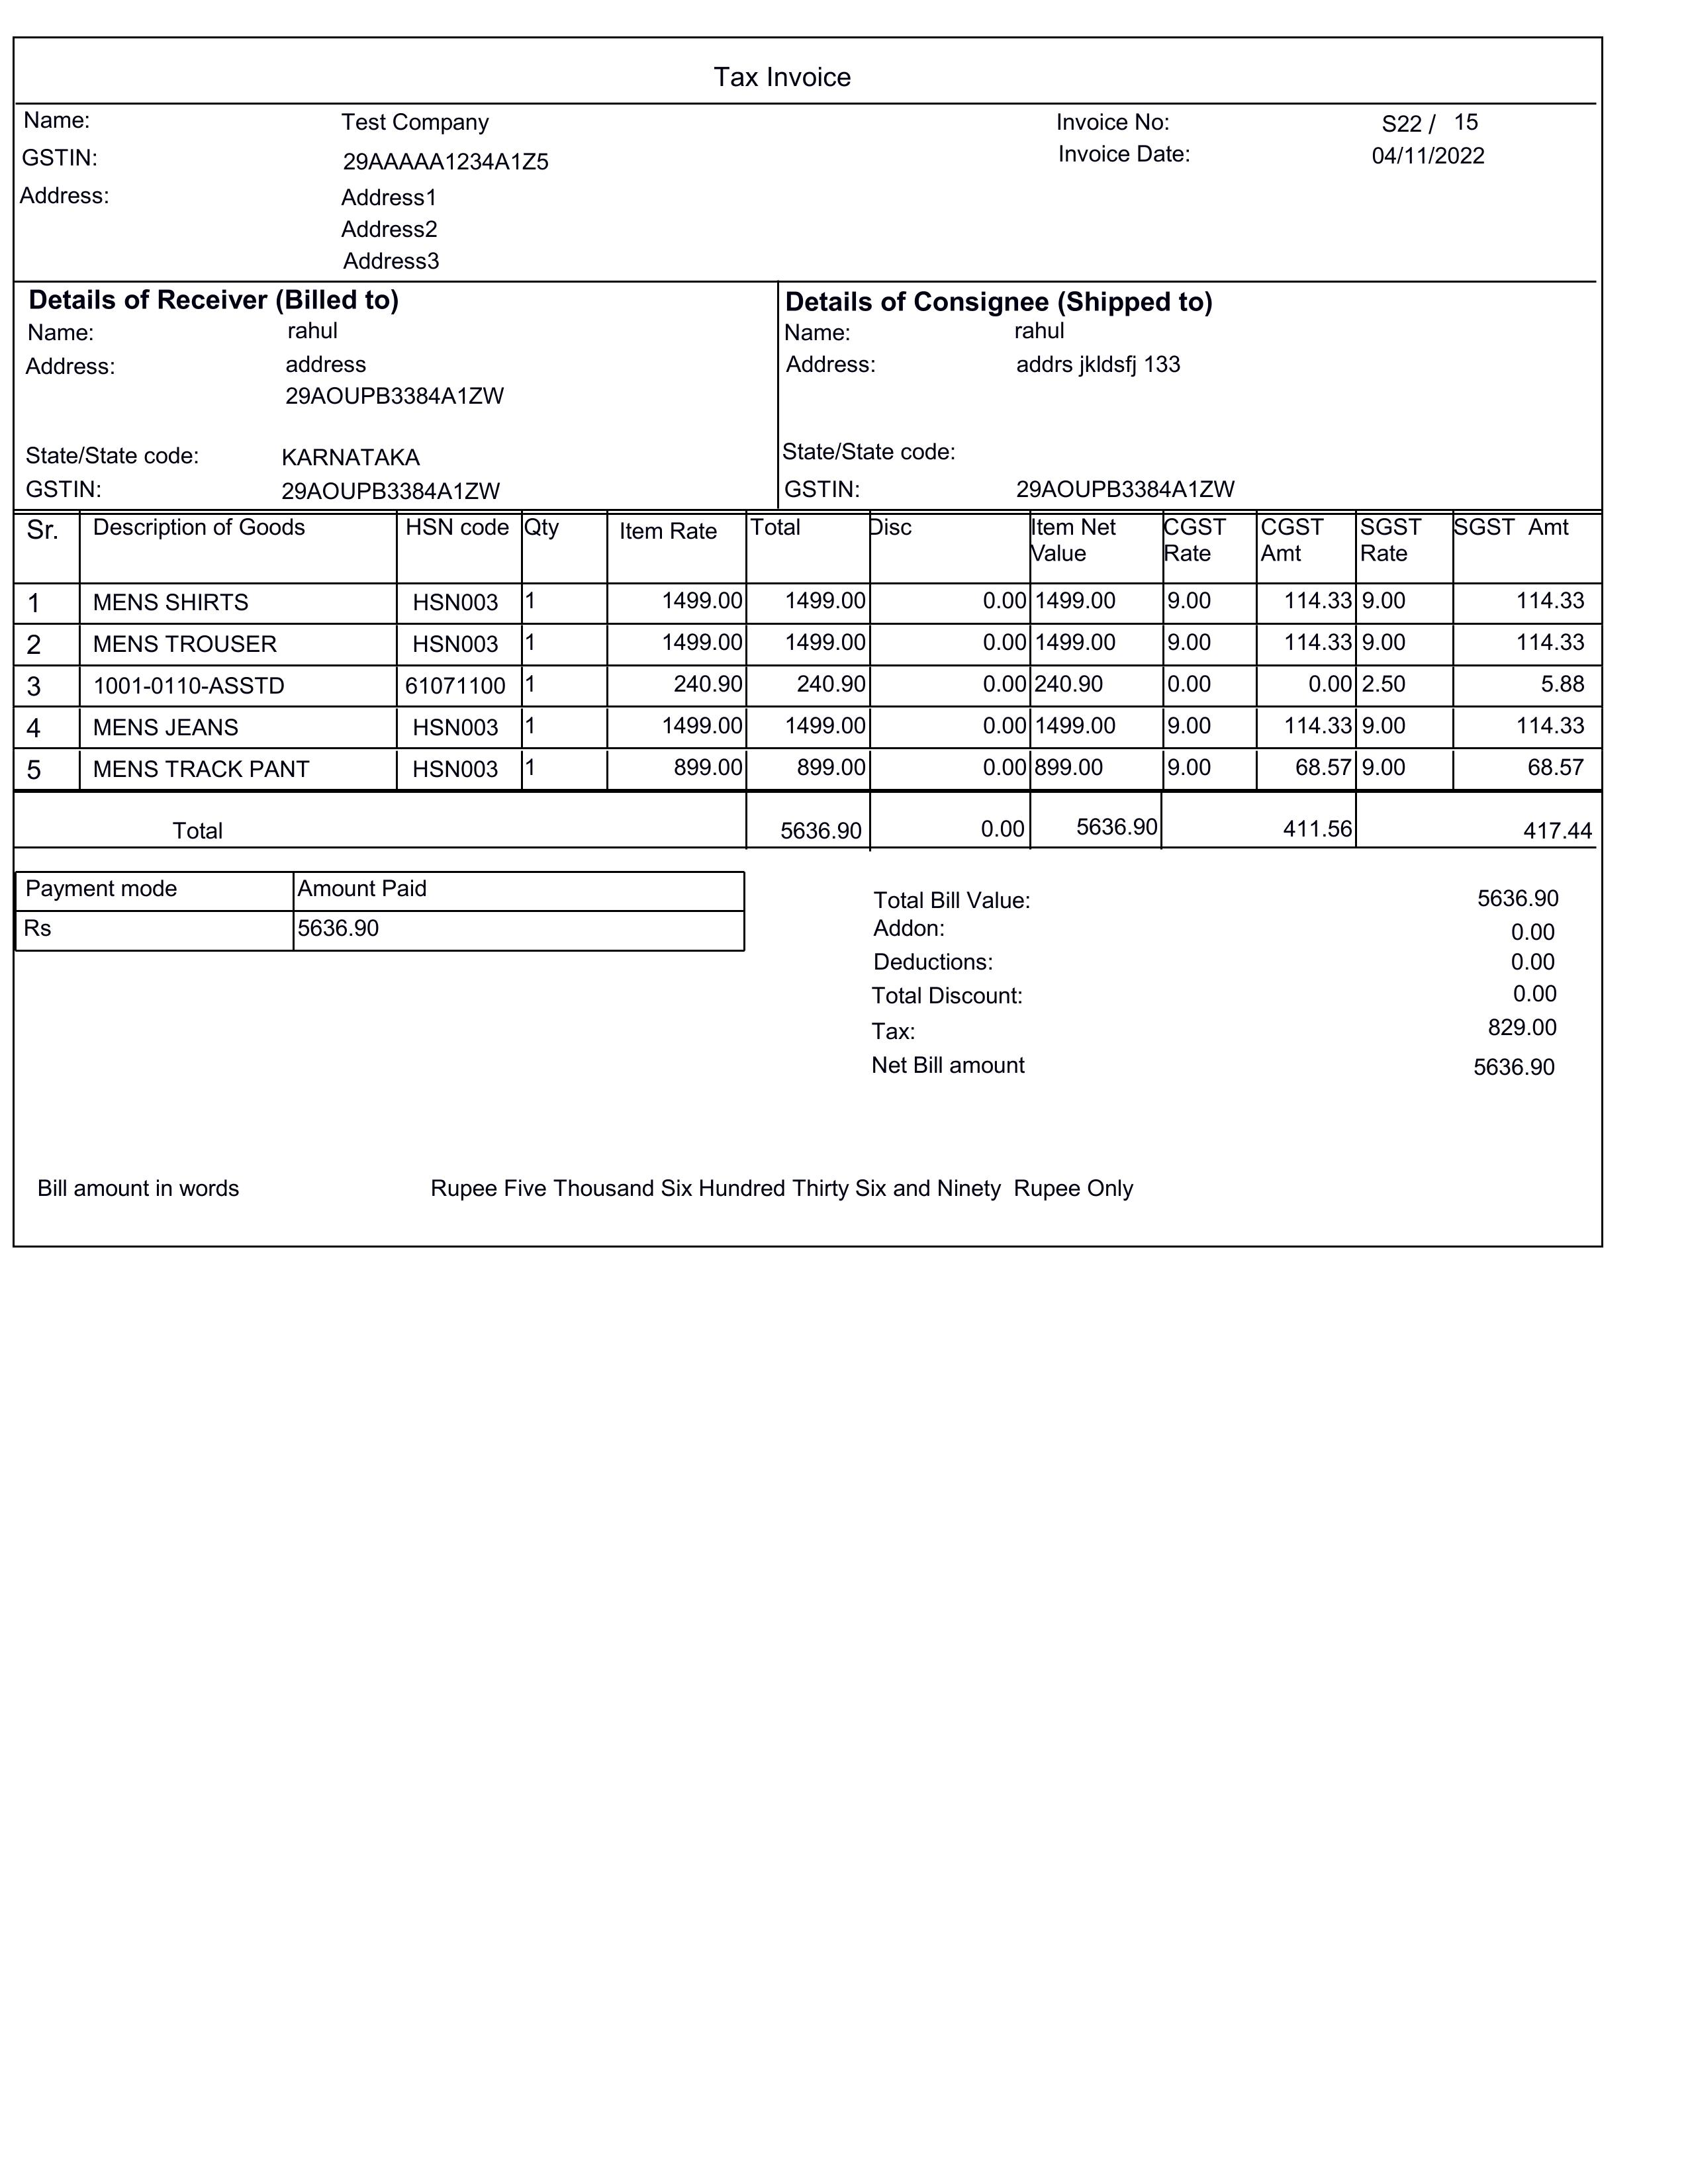 Tax Invoice
Name: Test Company Invoice No: S22 / 15
GSTIN: 29AAAAA1234A1Z5 Invoice Date: 04/11/2022
Address: Address1
Address2
Address3
Details of Receiver (Billed to) Details of Consignee (Shipped to)
Name: rahul Name: rahul
Address: address Address: addrs jkldsfj 133
29AOUPB3384A1ZW
State/State code: KARNATAKA State/State code:
GSTIN: 29AOUPB3384A1ZW GSTIN: 29AOUPB3384A1ZW
Sr. Description of Goods HSN code Qty Item Rate Total Disc Item Net Value CGST Rate CGST Amt SGST Rate SGST Amt
1 MENS SHIRTS HSN003 1 1499.00 1499.00 0.00 1499.00 9.00 114.33 9.00 114.33
2 MENS TROUSER HSN003 1 1499.00 1499.00 0.00 1499.00 9.00 114.33 9.00 114.33
3 1001-0110-ASSTD 61071100 1 240.90 240.90 0.00 240.90 0.00 0.00 2.50 5.88
4 MENS JEANS HSN003 1 1499.00 1499.00 0.00 1499.00 9.00 114.33 9.00 114.33
5 MENS TRACK PANT HSN003 1 899.00 899.00 0.00 899.00 9.00 68.57 9.00 68.57
Total 5636.90 0.00 5636.90 411.56 417.44
Payment mode Amount Paid
Rs 5636.90
Total Bill Value: 5636.90
Addon: 0.00
Deductions: 0.00
Total Discount: 0.00
Tax: 829.00
Net Bill amount 5636.90
Bill amount in words Rupee Five Thousand Six Hundred Thirty Six and Ninety Rupee Only